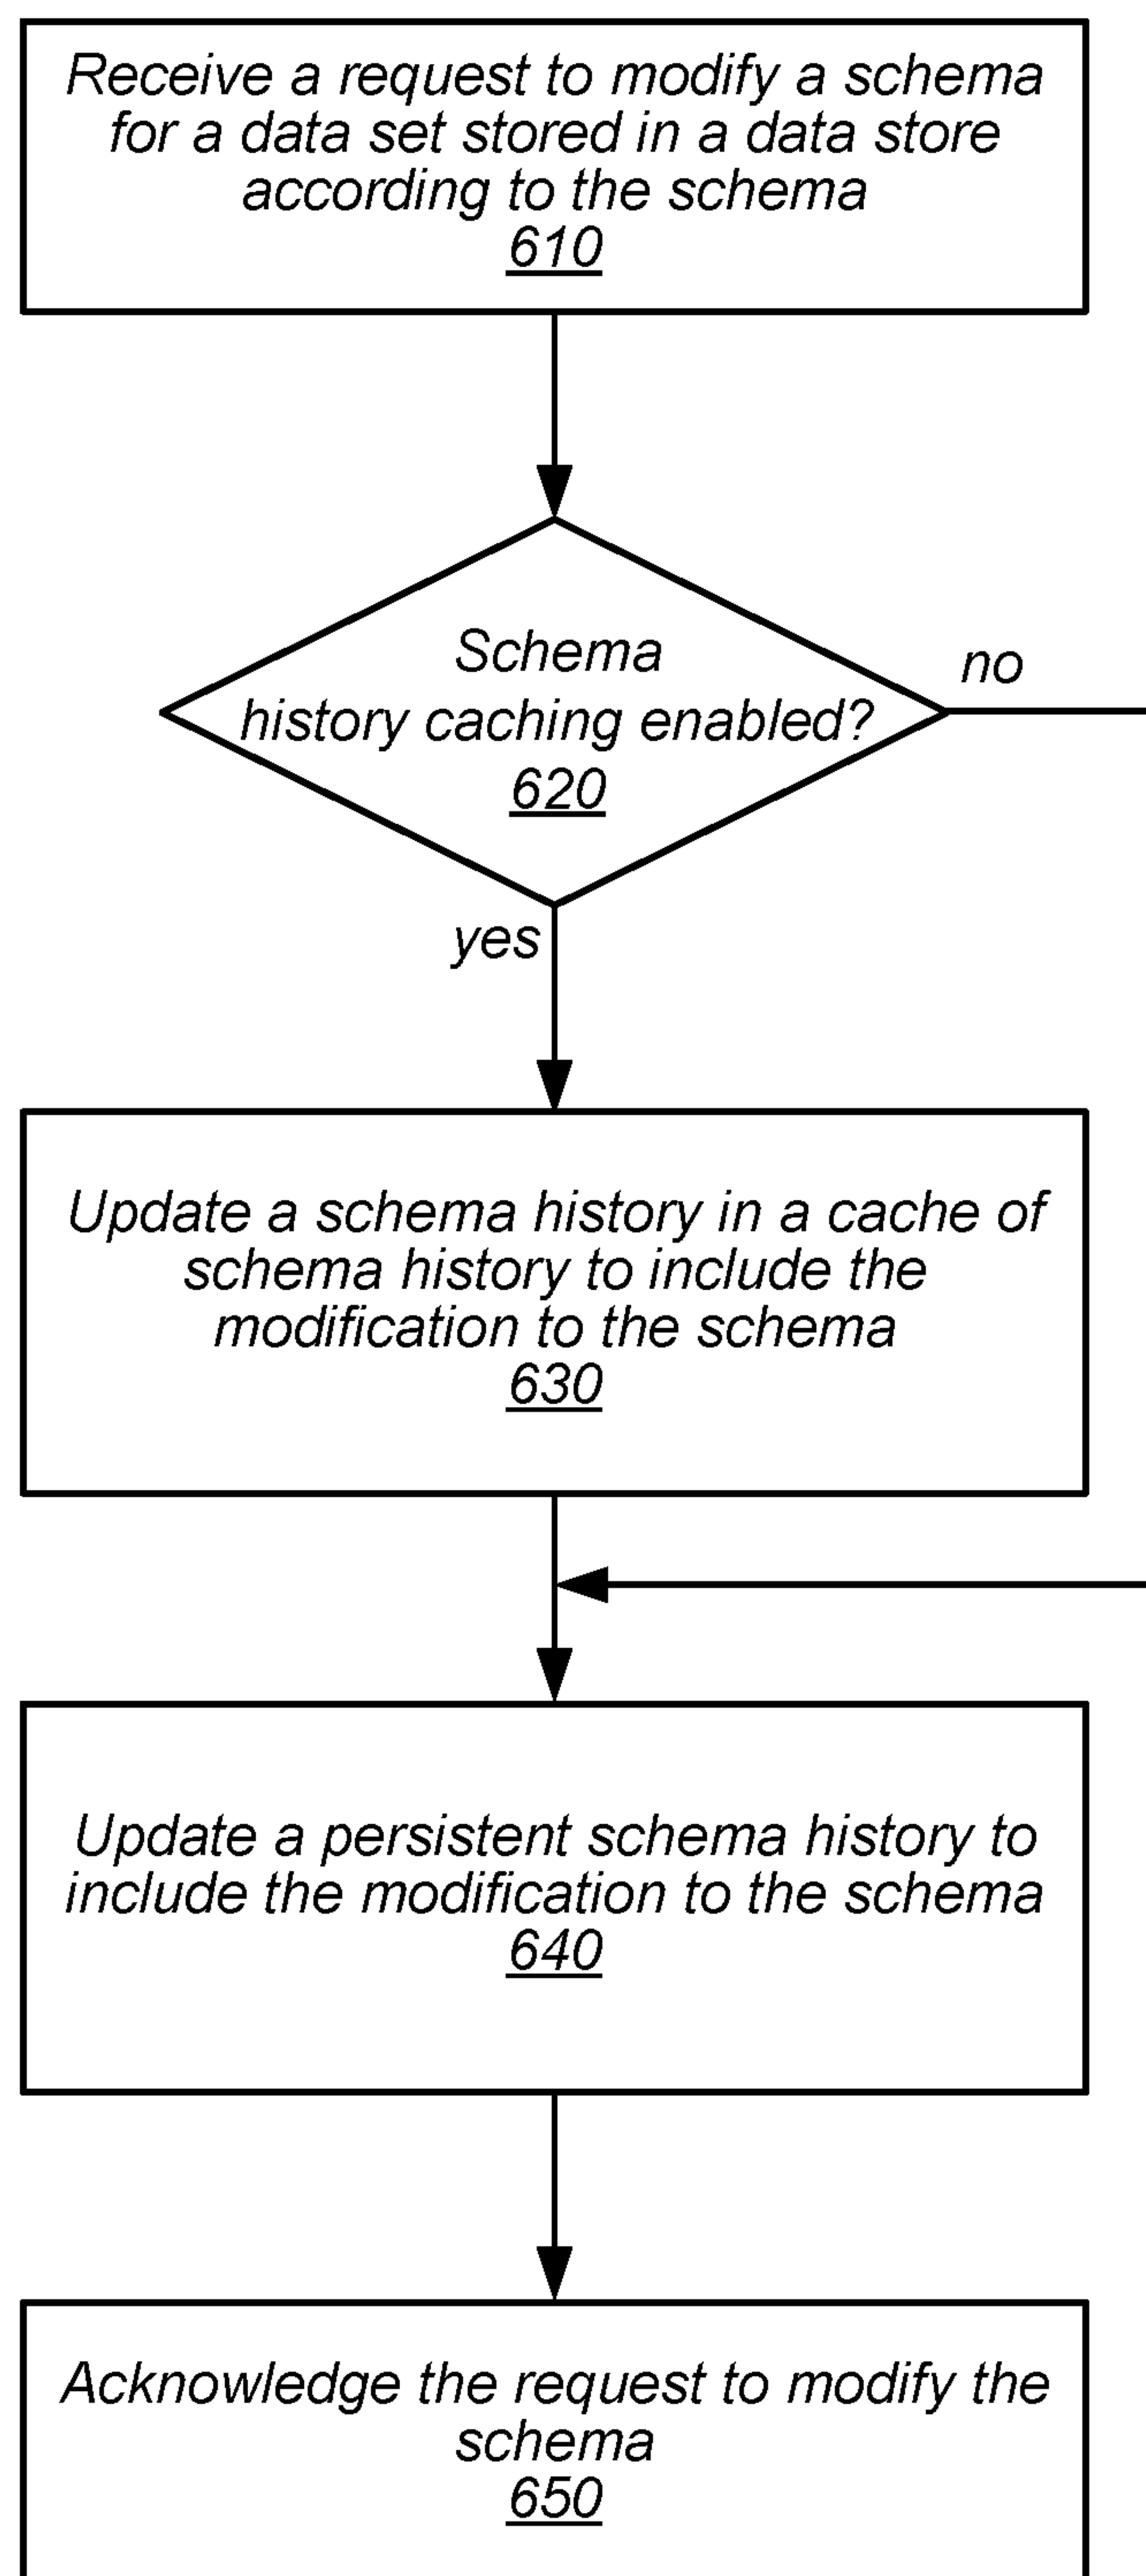 Receive a request to modify a schema
for a data set stored in a data store
according to the schema
610
Schema
history caching enabled?
620
no
yes
Update a schema history in a cache of
schema history to include the
modification to the schema
630
Update a persistent schema history to
include the modification to the schema
640
Acknowledge the request to modify the
schema
650